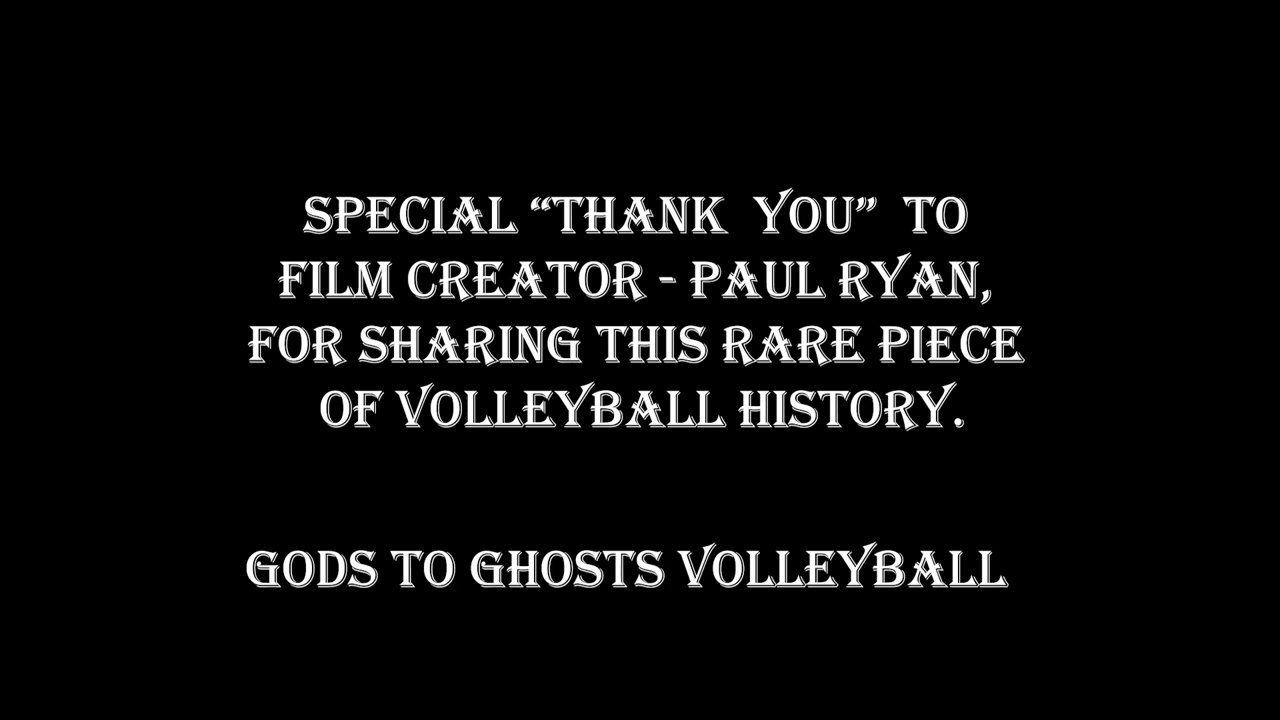 SPECIAL “THANK YOU” TO
FILM CREATOR - PAUL RYAN,
FOR SHARING THIS RARE PIECE
OF VOLLEYBALL HISTORY.
GODS TO GHOSTS VOLLEYBALL